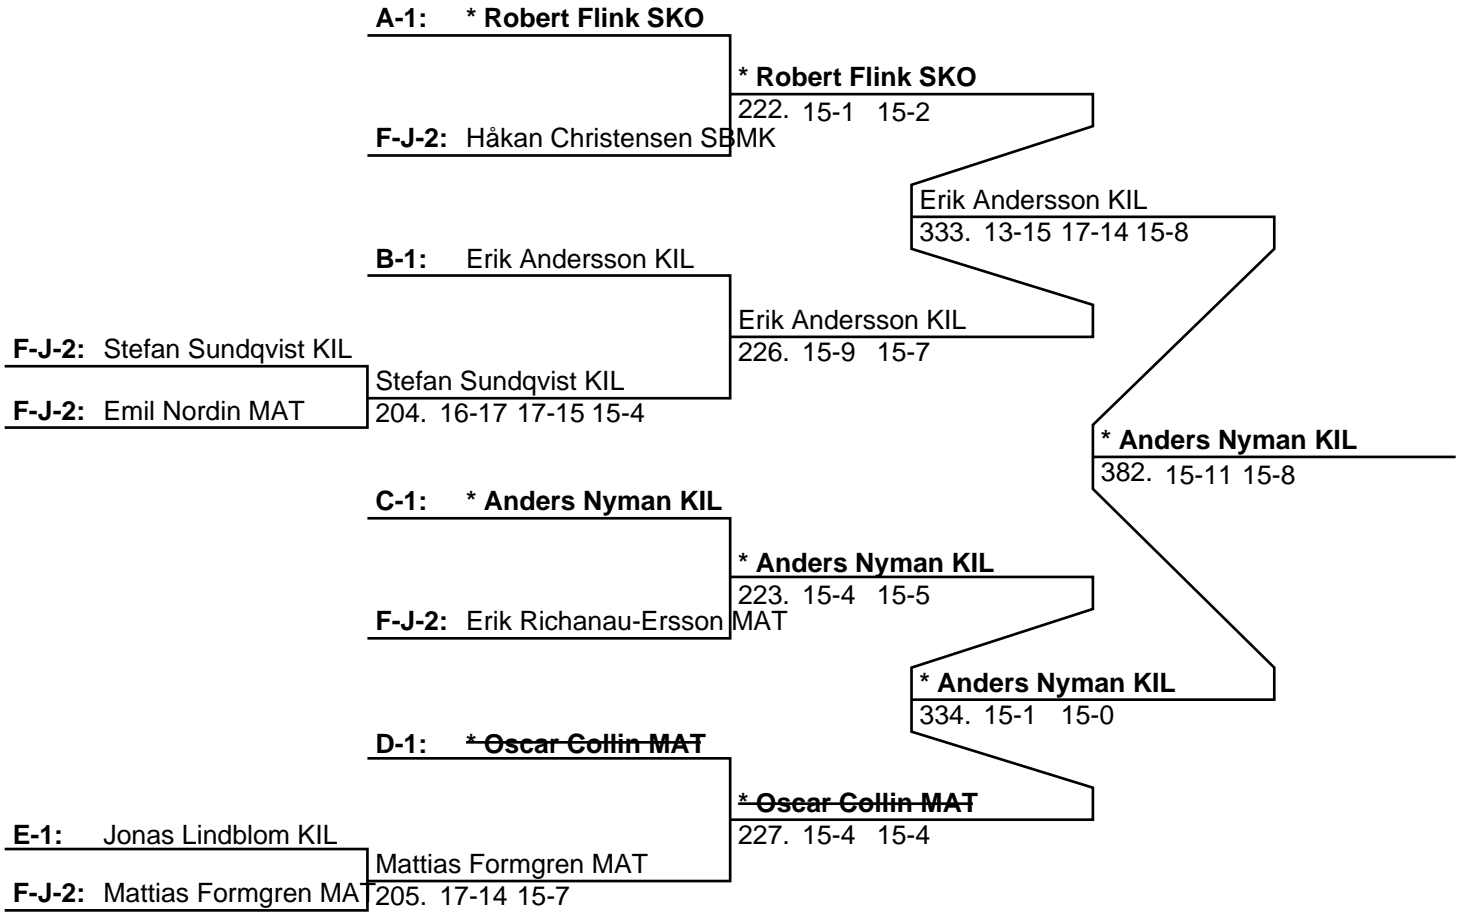 A-1: * Robert Flink SKO
* Robert Flink SKO
222. 15-1 15-2
F-J-2: Håkan Christensen SBMK
Erik Andersson KIL
333. 13-15 17-14 15-8
B-1: Erik Andersson KIL
Erik Andersson KIL
226. 15-9 15-7
F-J-2: Stefan Sundqvist KIL
Stefan Sundqvist KIL
F-J-2: Emil Nordin MAT
204. 16-17 17-15 15-4
* Anders Nyman KIL
382. 15-11 15-8
C-1: * Anders Nyman KIL
* Anders Nyman KIL
223. 15-4 15-5
F-J-2: Erik Richanau-Ersson MAT
* Anders Nyman KIL
334. 15-1 15-0
D-1: * Oscar Collin MAT
* Oscar Collin MAT
227. 15-4 15-4
E-1: Jonas Lindblom KIL
Mattias Formgren MAT
F-J-2: Mattias Formgren MAT
205. 17-14 15-7